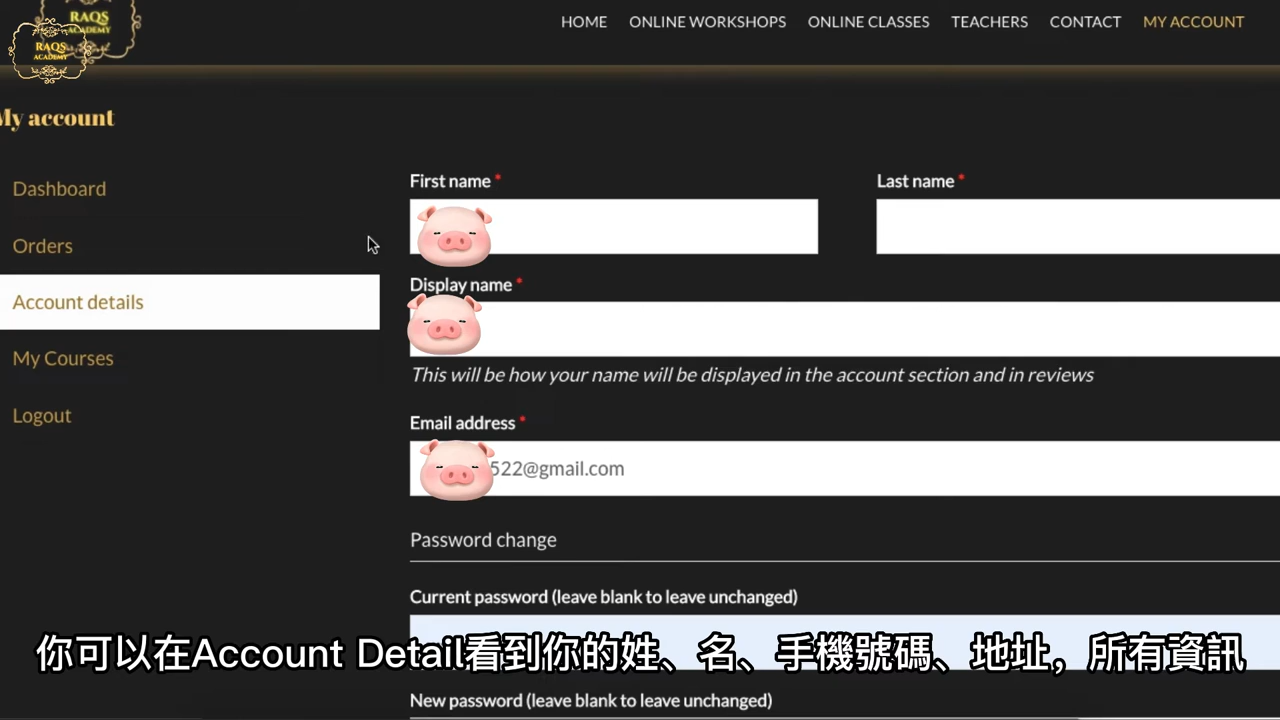 RAQS
ACADEMY
RAQS
ACADEMY
HOME
ONLINE WORKSHOPS
ONLINE CLASSES
TEACHERS
CONTACT
MY ACCOUNT
My account
Dashboard
Orders
Account details
My Courses
Logout
First name *
Last name *
Display name *
This will be how your name will be displayed in the account section and in reviews
Email address *
522@gmail.com
Password change
Current password (leave blank to leave unchanged)
你可以在Account Detail看到你的姓、名、手機號碼、地址，所有資訊
New password (leave blank to leave unchanged)